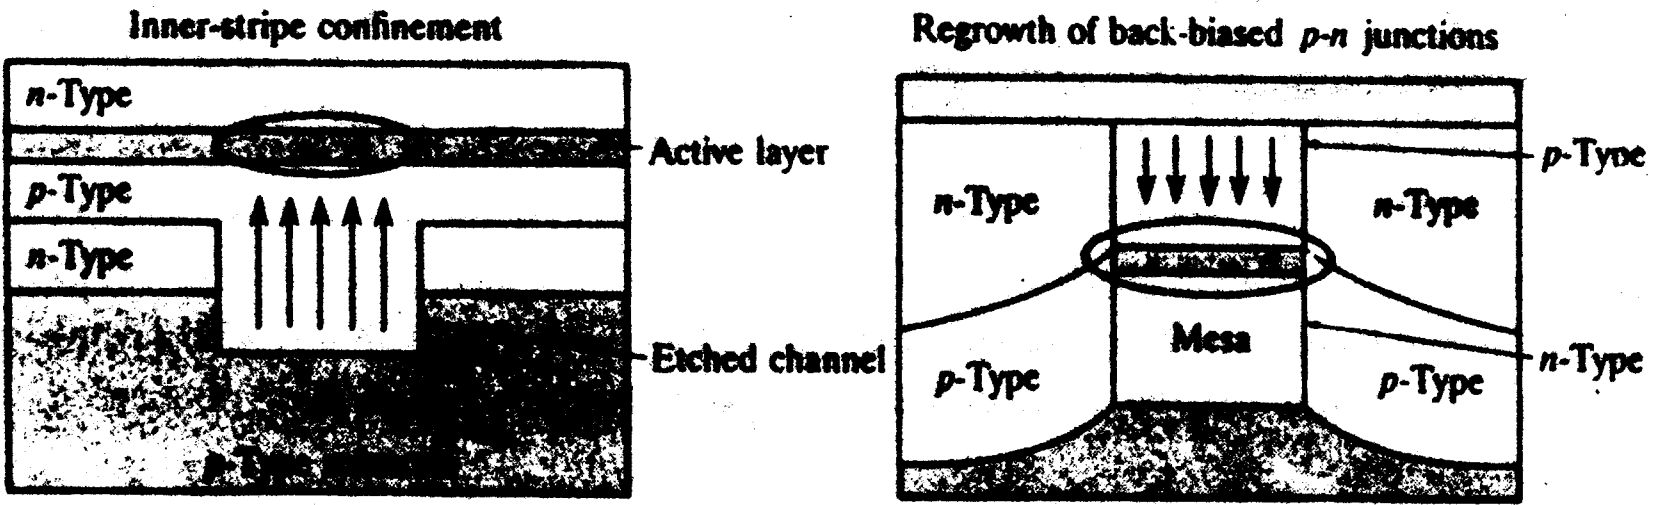 Inner-stripe confinement
n-Type
Active layer
p-Type
n-Type
Etched channel
p-Type
Regrowth of back-biased p-n junctions
p-Type
n-Type
n-Type
Mesa
n-Type
p-Type
p-Type